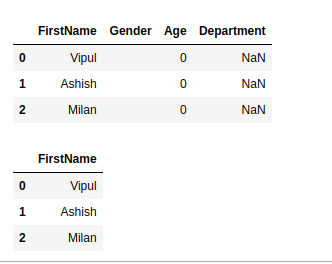 FirstName Gender Age Department
0 Vipul 0 NaN
1 Ashish 0 NaN
2 Milan 0 NaN
FirstName
0 Vipul
1 Ashish
2 Milan